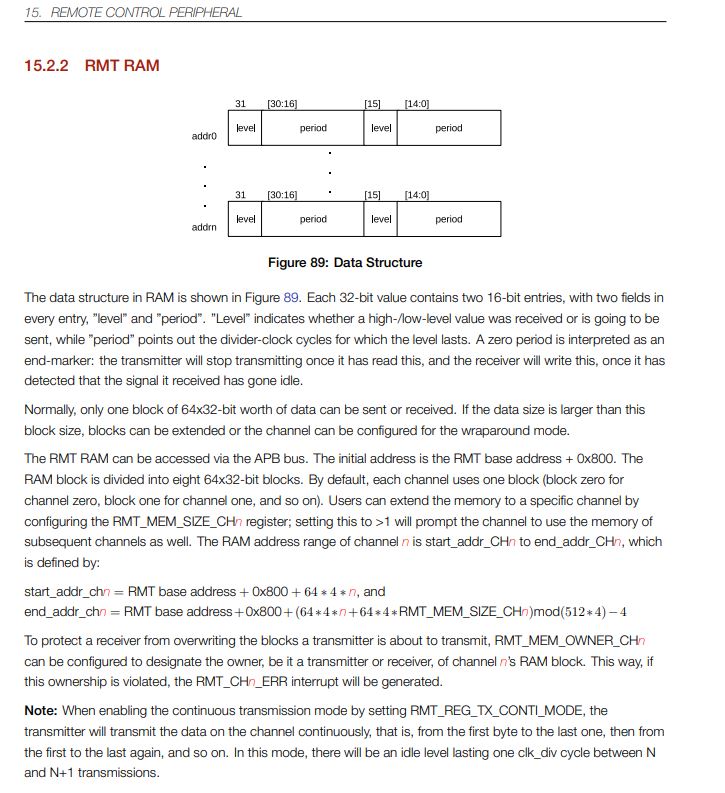 15. REMOTE CONTROL PERIPHERAL
15.2.2 RMT RAM
31 [30:16] [15] [14:0]
addr0 level period level period
31 [30:16] [15] [14:0]
addrn level period level period
Figure 89: Data Structure
The data structure in RAM is shown in Figure 89. Each 32-bit value contains two 16-bit entries, with two fields in
every entry, ”level” and ”period”. ”Level” indicates whether a high-/low-level value was received or is going to be
sent, while ”period” points out the divider-clock cycles for which the level lasts. A zero period is interpreted as an
end-marker: the transmitter will stop transmitting once it has read this, and the receiver will write this, once it has
detected that the signal it received has gone idle.
Normally, only one block of 64x32-bit worth of data can be sent or received. If the data size is larger than this
block size, blocks can be extended or the channel can be configured for the wraparound mode.
The RMT RAM can be accessed via the APB bus. The initial address is the RMT base address + 0x800. The
RAM block is divided into eight 64x32-bit blocks. By default, each channel uses one block (block zero for
channel zero, block one for channel one, and so on). Users can extend the memory to a specific channel by
configuring the RMT_MEM_SIZE_CHn register; setting this to >1 will prompt the channel to use the memory of
subsequent channels as well. The RAM address range of channel n is start_addr_CHn to end_addr_CHn, which
is defined by:
start_addr_chn = RMT base address + 0x800 + 64 ∗ 4 ∗ n, and
end_addr_chn = RMT base address+0x800+(64∗4∗n+64∗4∗RMT_MEM_SIZE_CHn)mod(512∗4) − 4
To protect a receiver from overwriting the blocks a transmitter is about to transmit, RMT_MEM_OWNER_CHn
can be configured to designate the owner, be it a transmitter or receiver, of channel n’s RAM block. This way, if
this ownership is violated, the RMT_CHn_ERR interrupt will be generated.
Note: When enabling the continuous transmission mode by setting RMT_REG_TX_CONTI_MODE, the
transmitter will transmit the data on the channel continuously, that is, from the first byte to the last one, then from
the first to the last again, and so on. In this mode, there will be an idle level lasting one clk_div cycle between N
and N+1 transmissions.